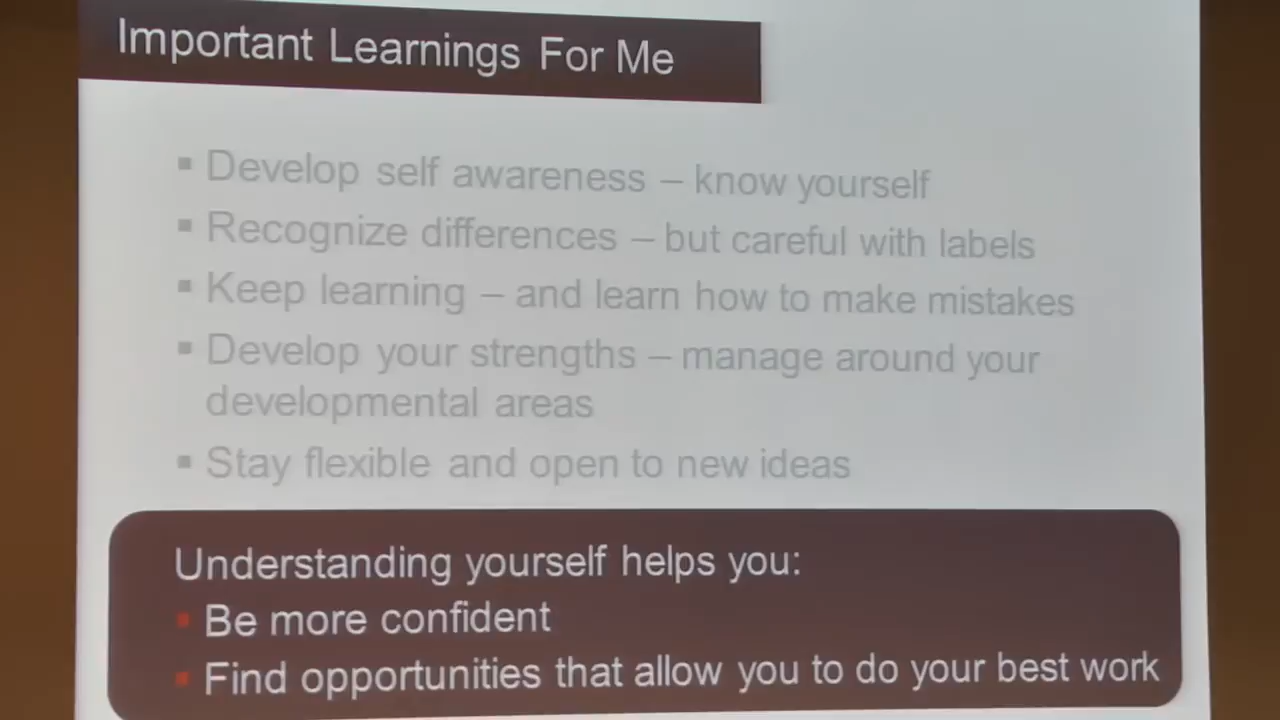 Important Learnings For Me
▪ Develop self awareness – know yourself
▪ Recognize differences – but careful with labels
▪ Keep learning – and learn how to make mistakes
▪ Develop your strengths – manage around your
developmental areas
▪ Stay flexible and open to new ideas
Understanding yourself helps you:
▪ Be more confident
▪ Find opportunities that allow you to do your best work